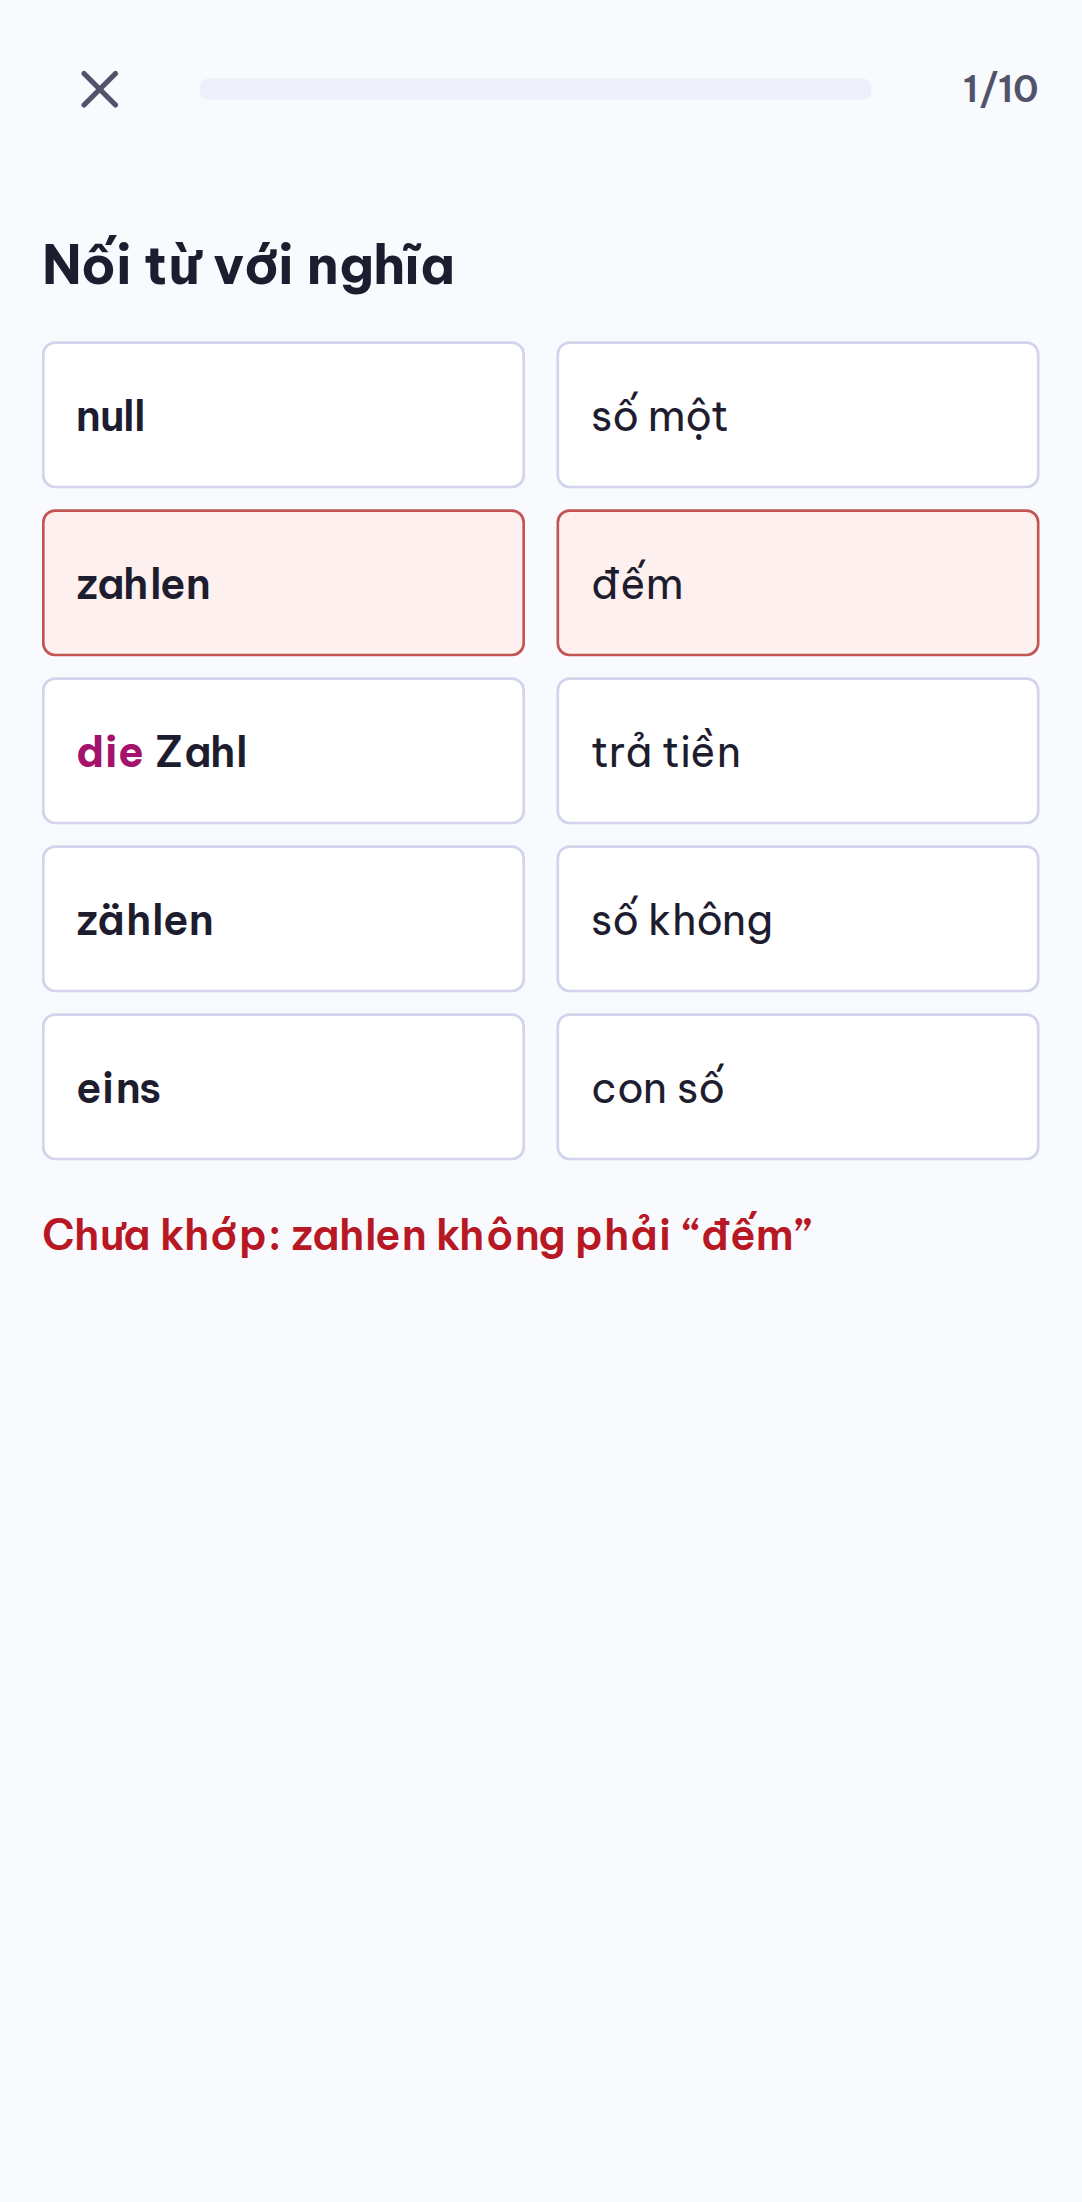 1/10
Nối từ với nghĩa
null
số một
zahlen
đếm
die Zahl
trả tiền
zählen
số không
eins
con số
Chưa khớp: zahlen không phải “đếm”